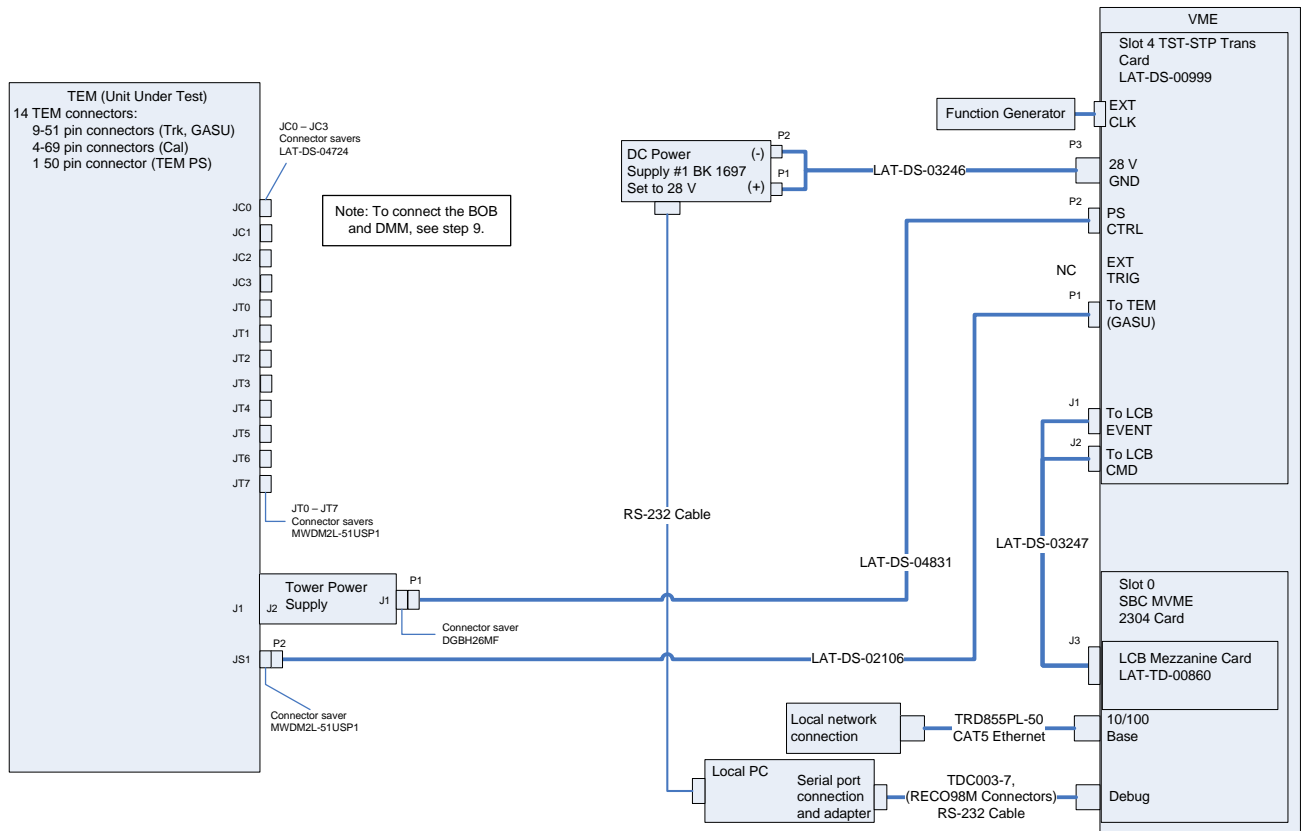 VME
Slot 4 TST-STP Trans
Card
LAT-DS-00999
TEM (Unit Under Test)
14 TEM connectors:
9-51 pin connectors (Trk, GASU)
4-69 pin connectors (Cal)
1 50 pin connector (TEM PS)
JC0 – JC3
Connector savers
LAT-DS-04724
Note: To connect the BOB
and DMM, see step 9.
JC0
JC1
JC2
JC3
JT0
JT1
JT2
JT3
JT4
JT5
JT6
JT7
JT0 – JT7
Connector savers
MWDM2L-51USP1
Function Generator
EXT
CLK
DC Power
Supply #1 BK 1697
Set to 28 V
(-)
(+)
P2
P1
LAT-DS-03246
P3
28 V
GND
P2
PS
CTRL
NC
EXT
TRIG
P1
To TEM
(GASU)
J1
To LCB
EVENT
J2
To LCB
CMD
RS-232 Cable
LAT-DS-03247
LAT-DS-04831
J1
J2
Tower Power
Supply
J1
P1
Connector saver
DGBH26MF
JS1
P2
LAT-DS-02106
Connector saver
MWDM2L-51USP1
Slot 0
SBC MVME
2304 Card
J3
LCB Mezzanine Card
LAT-TD-00860
Local network
connection
TRD855PL-50
CAT5 Ethernet
10/100
Base
Local PC
Serial port
connection
and adapter
TDC003-7,
(RECO98M Connectors)
RS-232 Cable
Debug